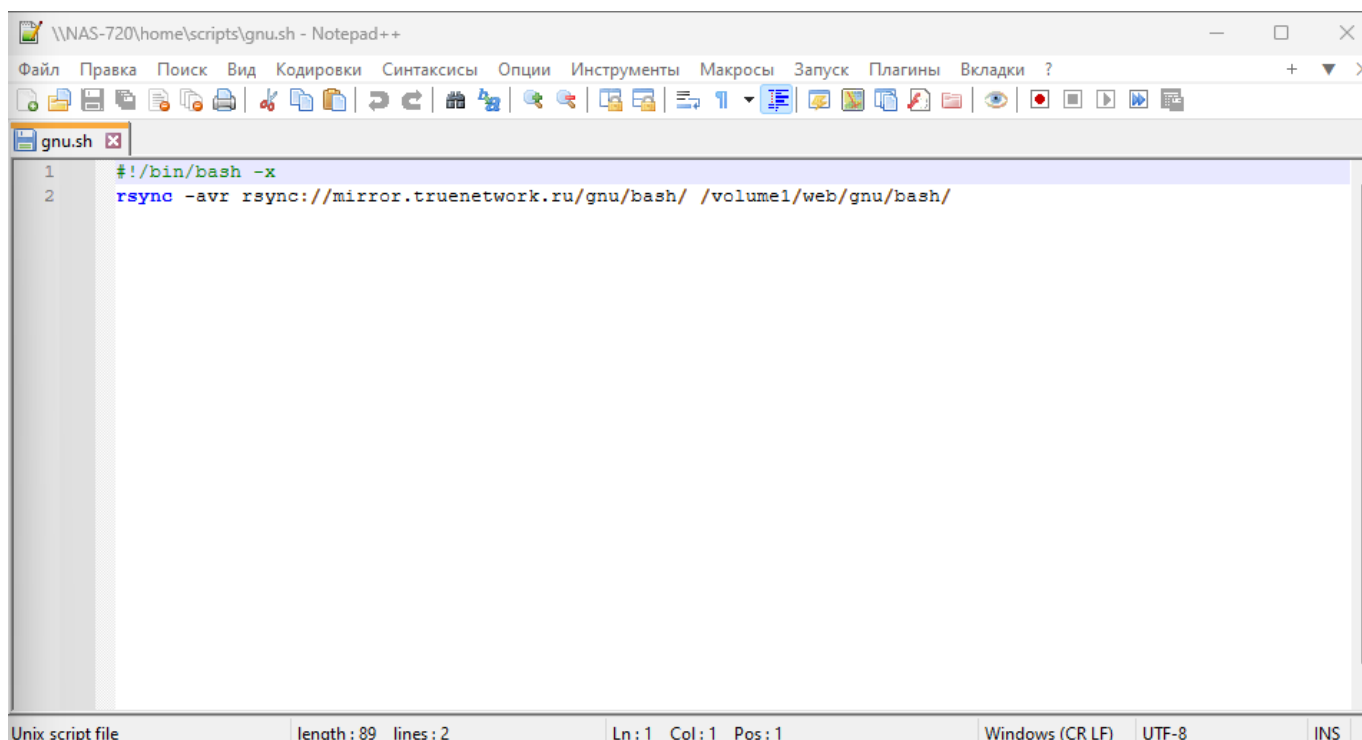 \\NAS-720\home\scripts\gnu.sh - Notepad++
Файл Правка Поиск Вид Кодировки Синтаксисы Опции Инструменты Макросы Запуск Плагины Вкладки ?
gnu.sh
1 #!/bin/bash -x
2 rsync -avr rsync://mirror.truenetwork.ru/gnu/bash/ /volume1/web/gnu/bash/
Unix script file length : 89 lines : 2 Ln : 1 Col : 1 Pos : 1 Windows (CR LF) UTF-8 INS